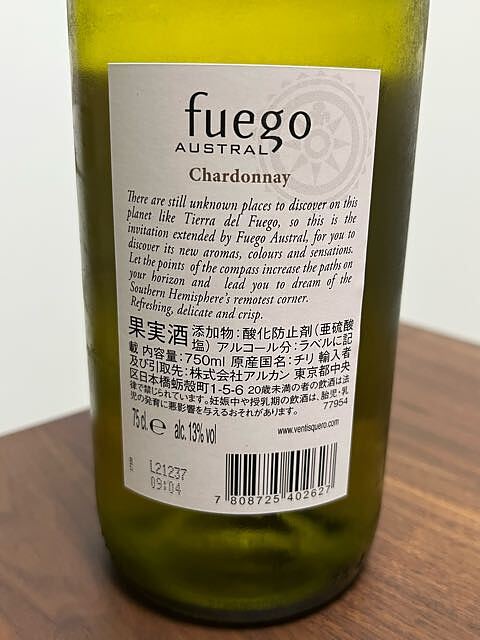 fuego
AUSTRAL
Chardonnay
There are still unknown places to discover on this
planet like Tierra del Fuego, so this is the
invitation extended by Fuego Austral, for you to
discover its new aromas, colours and sensations.
Let the points of the compass increase the paths on
your horizon and lead you to dream of the
Southern Hemisphere's remotest corner.
Refreshing, delicate and crisp.
果実酒 添加物:酸化防止剤(亜硫酸
塩) アルコール分:ラベルに記
載 内容量:750ml 原産国名:チリ 輸入者
及び引取先:株式会社アルカン 東京都中央
区日本橋蛎殻町1-5-6 20歳未満の者の飲酒は法
律で禁じられています。妊娠中や授乳期の飲酒は、胎児・乳
児の発育に悪影響を与えるおそれがあります。
77954
75cl. e alc. 13% vol
www.ventisquero.com
L21237
09:04
7 808725 402627